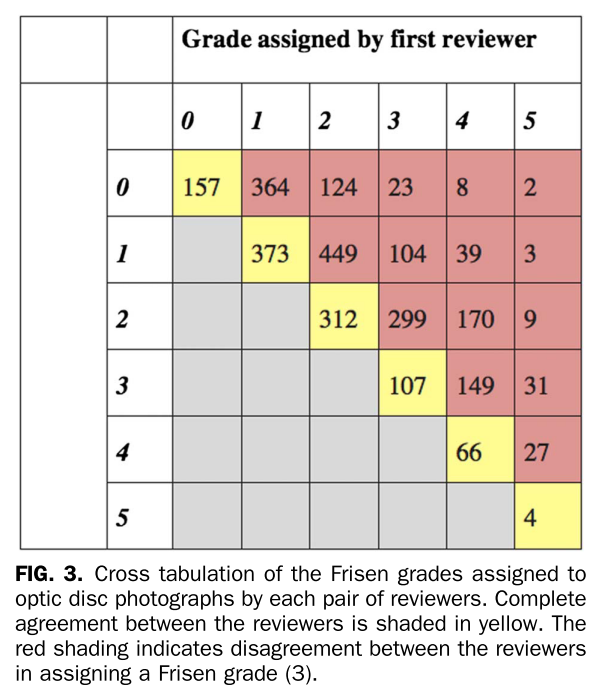 Grade assigned by first reviewer
0 1 2 3 4 5
0 157 364 124 23 8 2
1 373 449 104 39 3
2 312 299 170 9
3 107 149 31
4 66 27
5 4
FIG. 3. Cross tabulation of the Frisen grades assigned to
optic disc photographs by each pair of reviewers. Complete
agreement between the reviewers is shaded in yellow. The
red shading indicates disagreement between the reviewers
in assigning a Frisen grade (3).